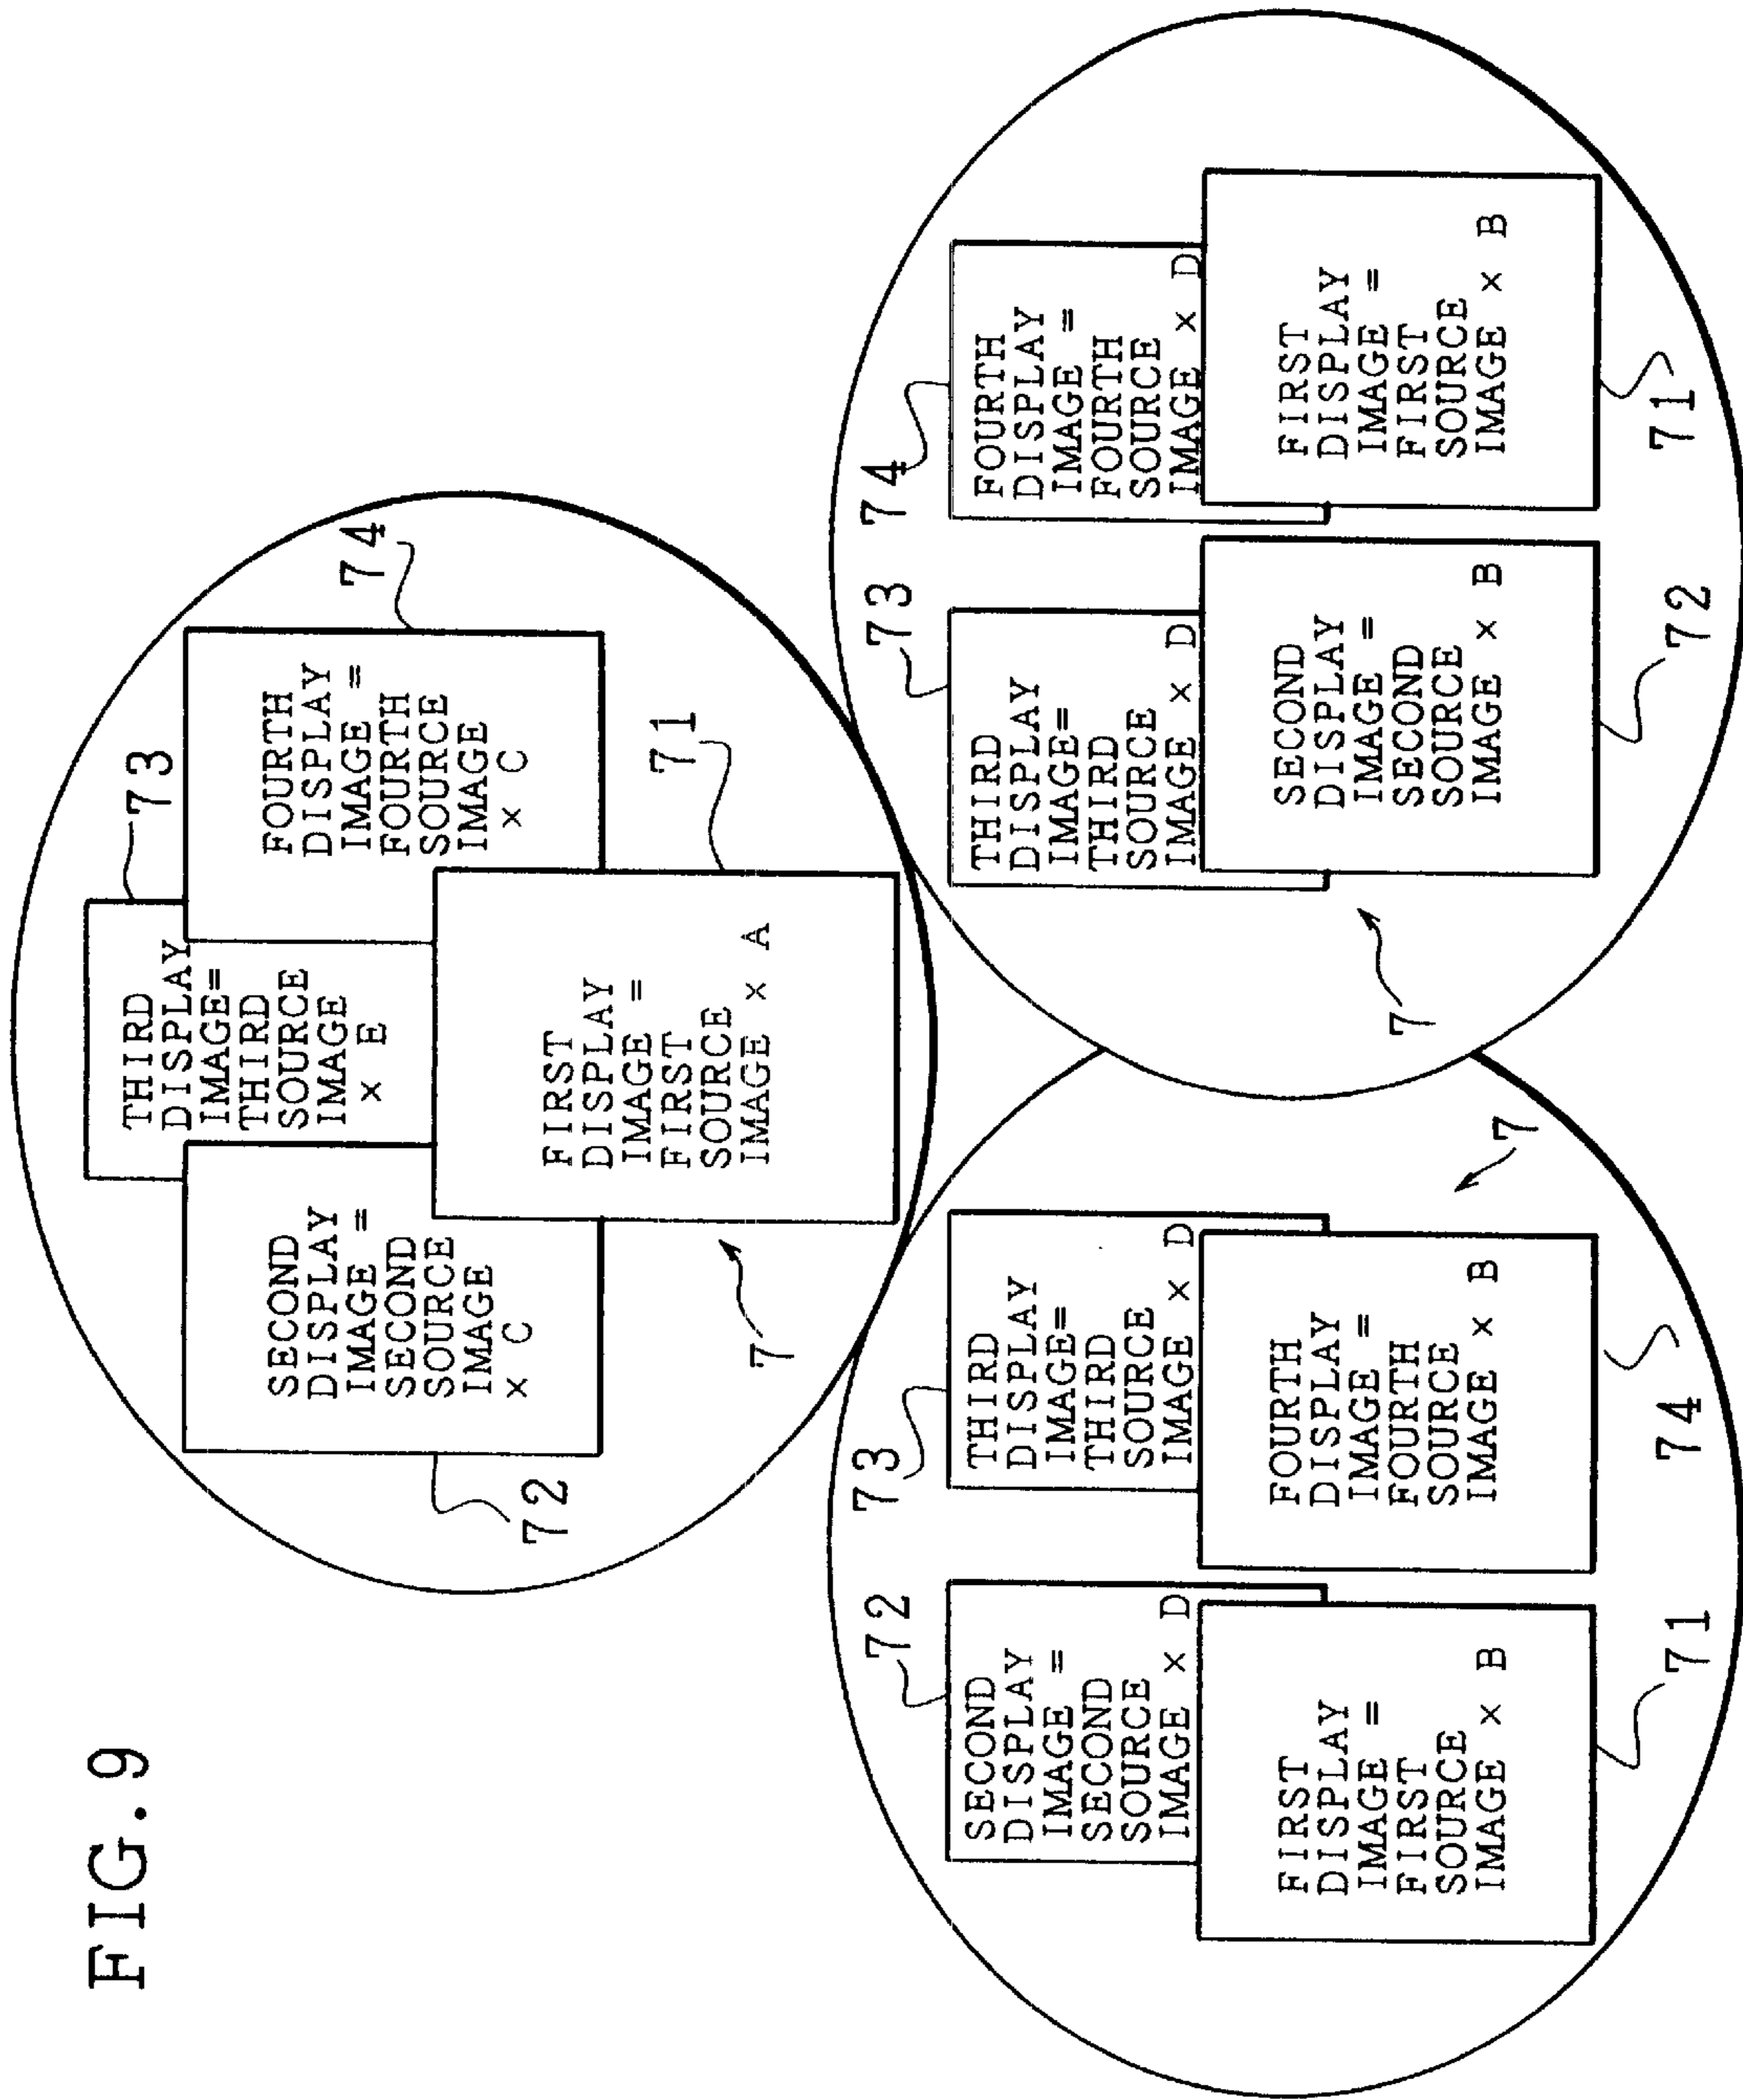 FIG.9
73
74
THIRD
DISPLAY
IMAGE=
THIRD
SOURCE
IMAGE
× E
SECOND
DISPLAY
IMAGE =
SECOND
SOURCE
IMAGE
× C
FOURTH
DISPLAY
IMAGE =
FOURTH
SOURCE
IMAGE
× C
72
71
FIRST
DISPLAY
IMAGE =
FIRST
SOURCE
IMAGE × A
7
72
73
SECOND
DISPLAY
IMAGE =
SECOND
SOURCE
IMAGE × D
THIRD
DISPLAY
IMAGE=
THIRD
SOURCE
IMAGE × D
FIRST
DISPLAY
IMAGE =
FIRST
SOURCE
IMAGE × B
FOURTH
DISPLAY
IMAGE =
FOURTH
SOURCE
IMAGE × B
7
71
74
73
74
THIRD
DISPLAY
IMAGE=
THIRD
SOURCE
IMAGE × D
FOURTH
DISPLAY
IMAGE =
FOURTH
SOURCE
IMAGE × D
SECOND
DISPLAY
IMAGE =
SECOND
SOURCE
IMAGE × B
FIRST
DISPLAY
IMAGE =
FIRST
SOURCE
IMAGE × B
7
72
71